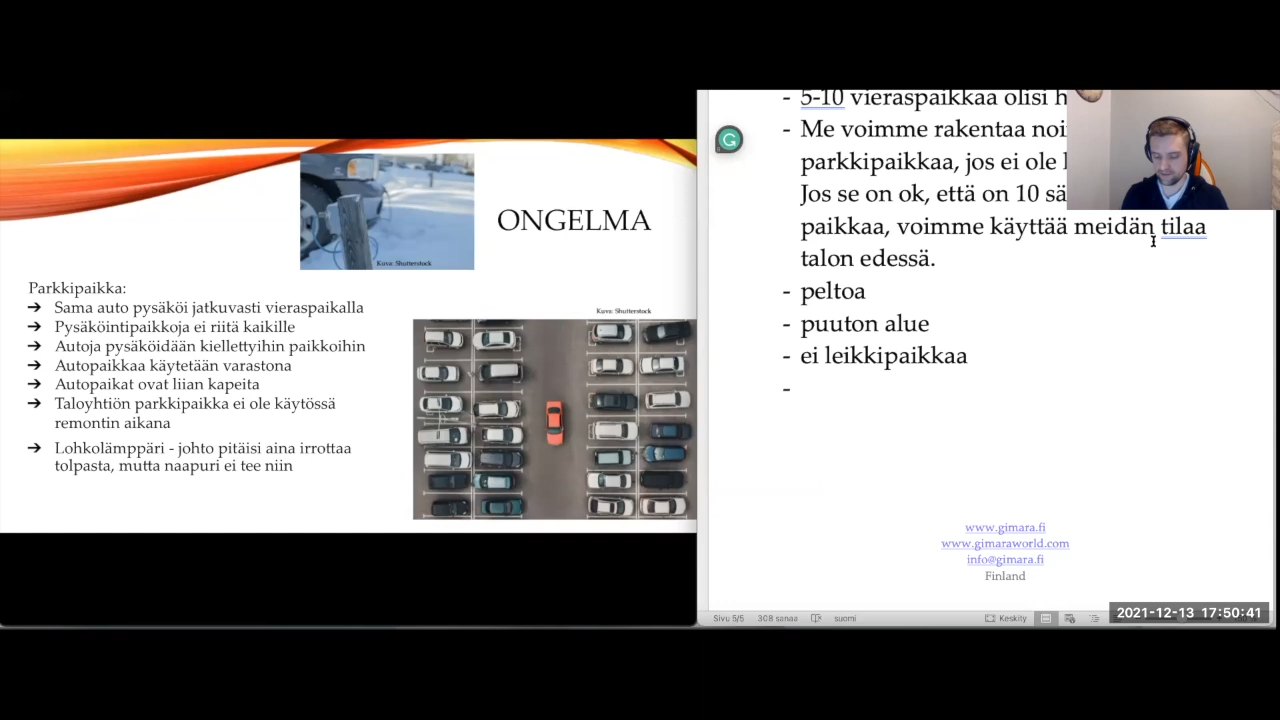 ONGELMA
Kuva: Shutterstock
Parkkipaikka:
➔ Sama auto pysäköi jatkuvasti vieraspaikalla
➔ Pysäköintipaikkoja ei riitä kaikille
➔ Autoja pysäköidään kiellettyihin paikkoihin
➔ Autopaikkaa käytetään varastona
➔ Autopaikat ovat liian kapeita
➔ Taloyhtiön parkkipaikka ei ole käytössä
remontin aikana
➔ Lohkolämppäri - johto pitäisi aina irrottaa
tolpasta, mutta naapuri ei tee niin
Kuva: Shutterstock
- 5-10 vieraspaikkaa olisi
- Me voimme rakentaa
parkkipaikkaa, jos ei ole
Jos se on ok, että on 10
paikkaa, voimme käyttää meidän tilaa
talon edessä.
- peltoa
- puuton alue
- ei leikkipaikkaa
-
www.gimara.fi
www.gimaraworld.com
info@gimara.fi
Finland
Sivu 5/5 308 sanaa suomi Keskity
2021-12-13 17:50:41